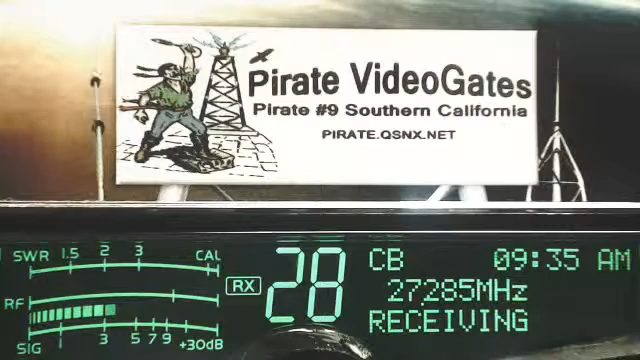 Pirate VideoGates
Pirate #9 Southern California
PIRATE.QSNX.NET
SWR 1.5 2 3 CAL
RF
SIG 3 5 7 9 +30dB
RX
28
CB 09:35 AM
27285MHz
RECEIVING